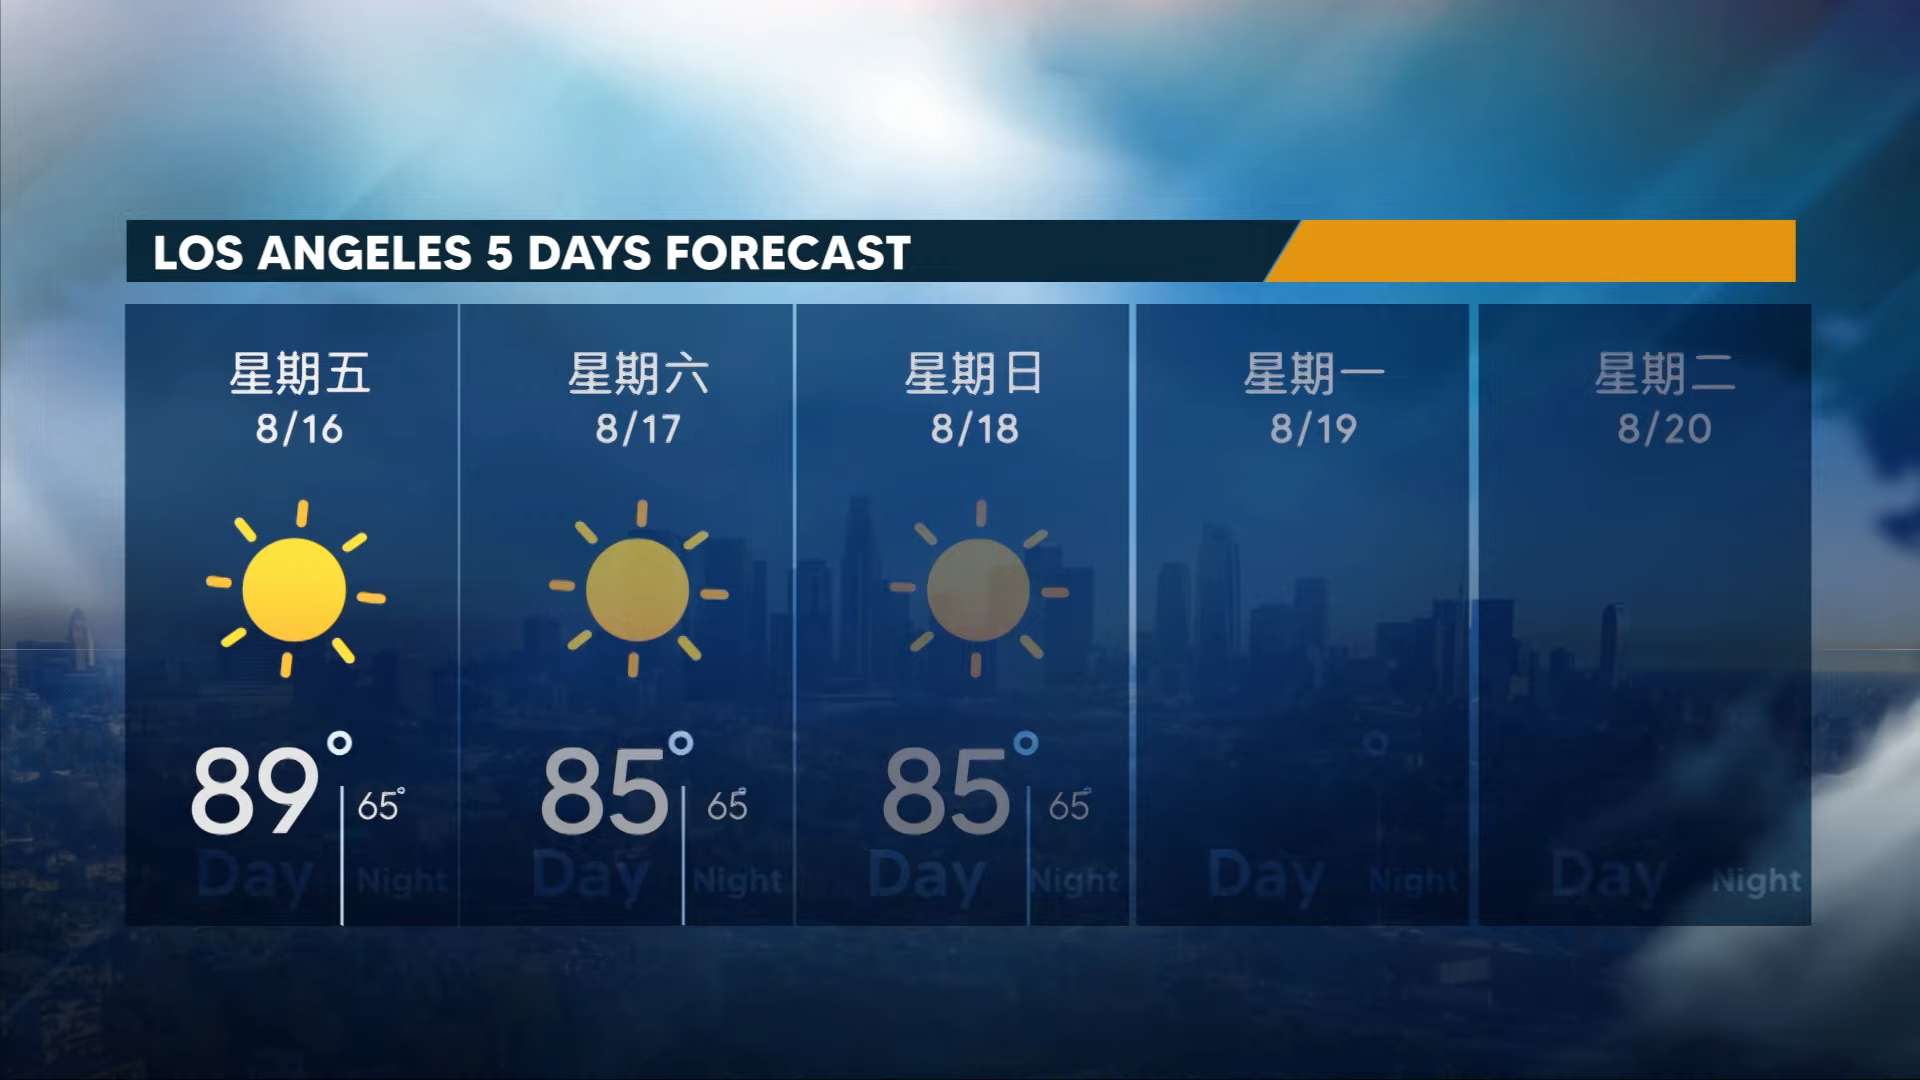 LOS ANGELES 5 DAYS FORECAST
星期五
8/16
89°
65°
Day
Night
星期六
8/17
85°
65°
Day
Night
星期日
8/18
85°
65°
Day
Night
星期一
8/19
Day
Night
星期二
8/20
Day
Night